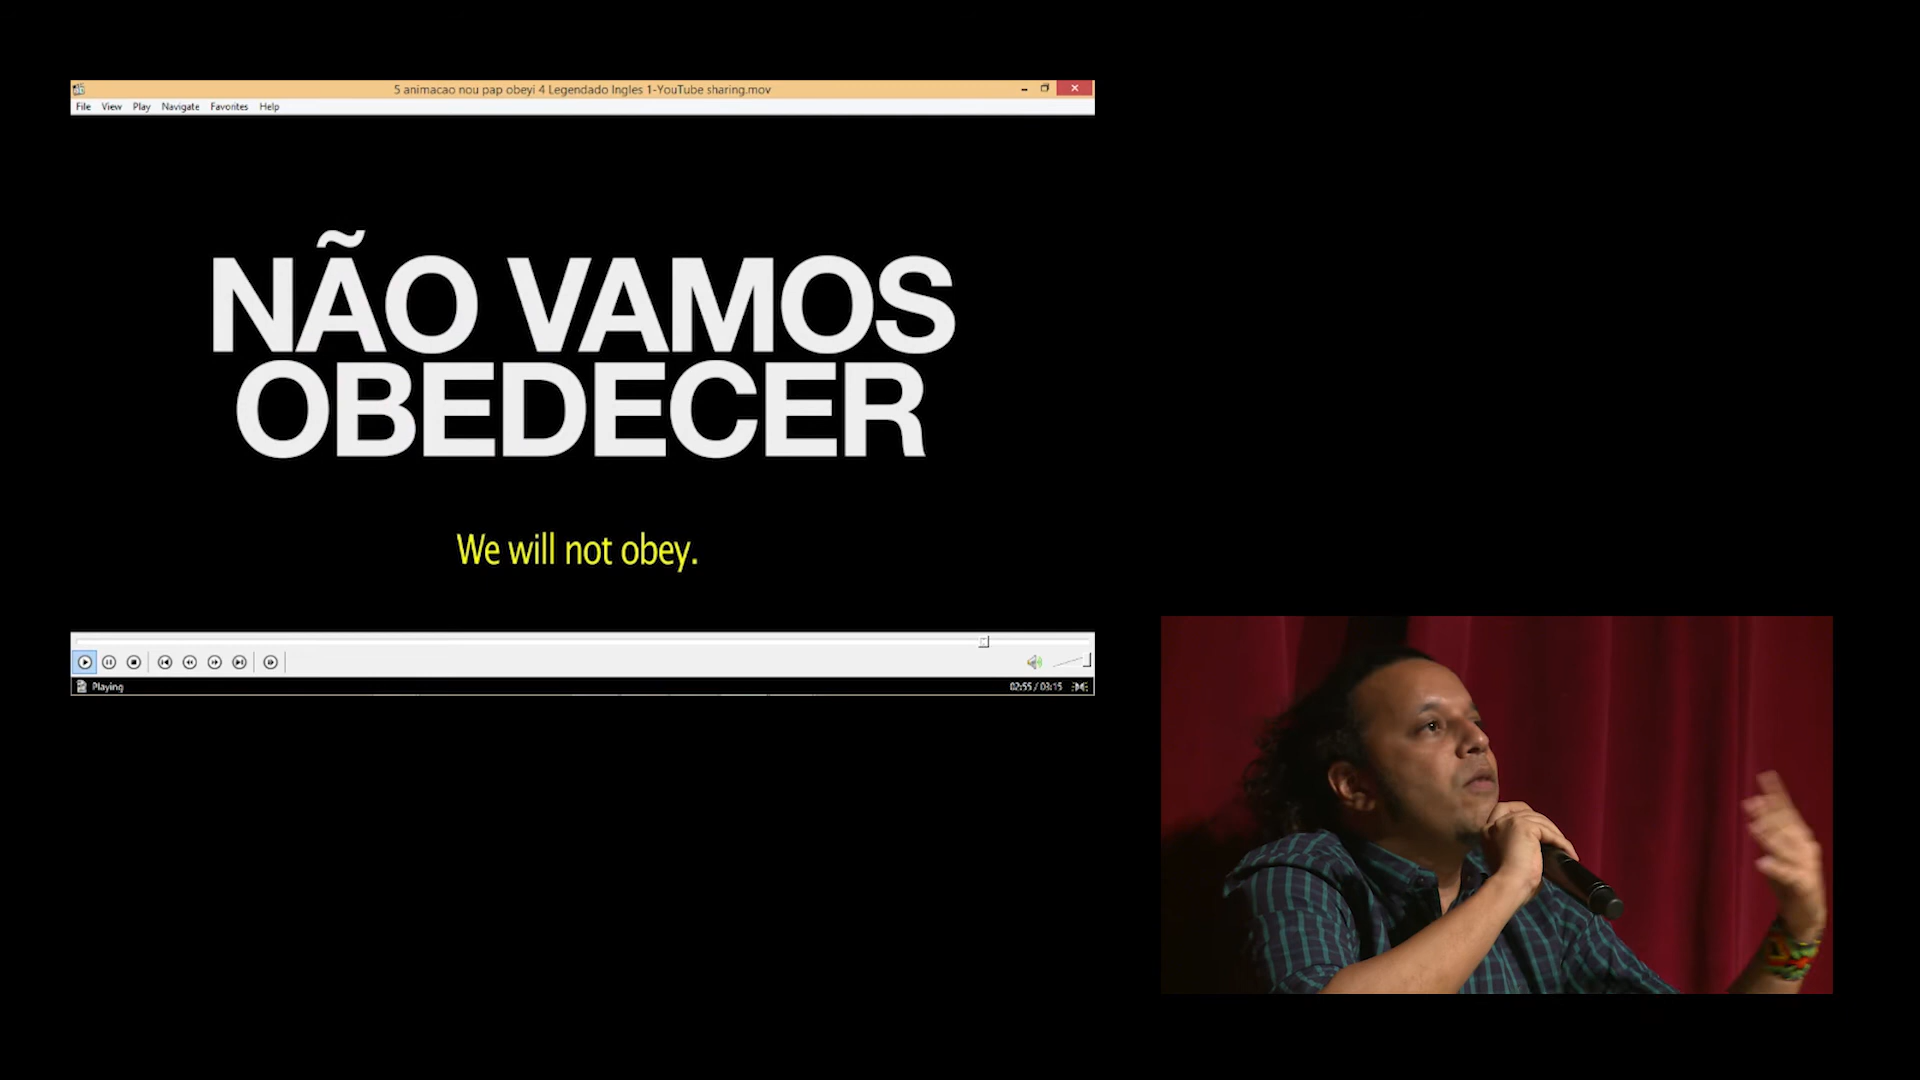 5 animacao nou pap obeyi 4 Legendado Ingles 1-YouTube sharing.mov
File View Play Navigate Favorites Help
NÃO VAMOS
OBEDECER
We will not obey.
Playing
02:55 / 03:15